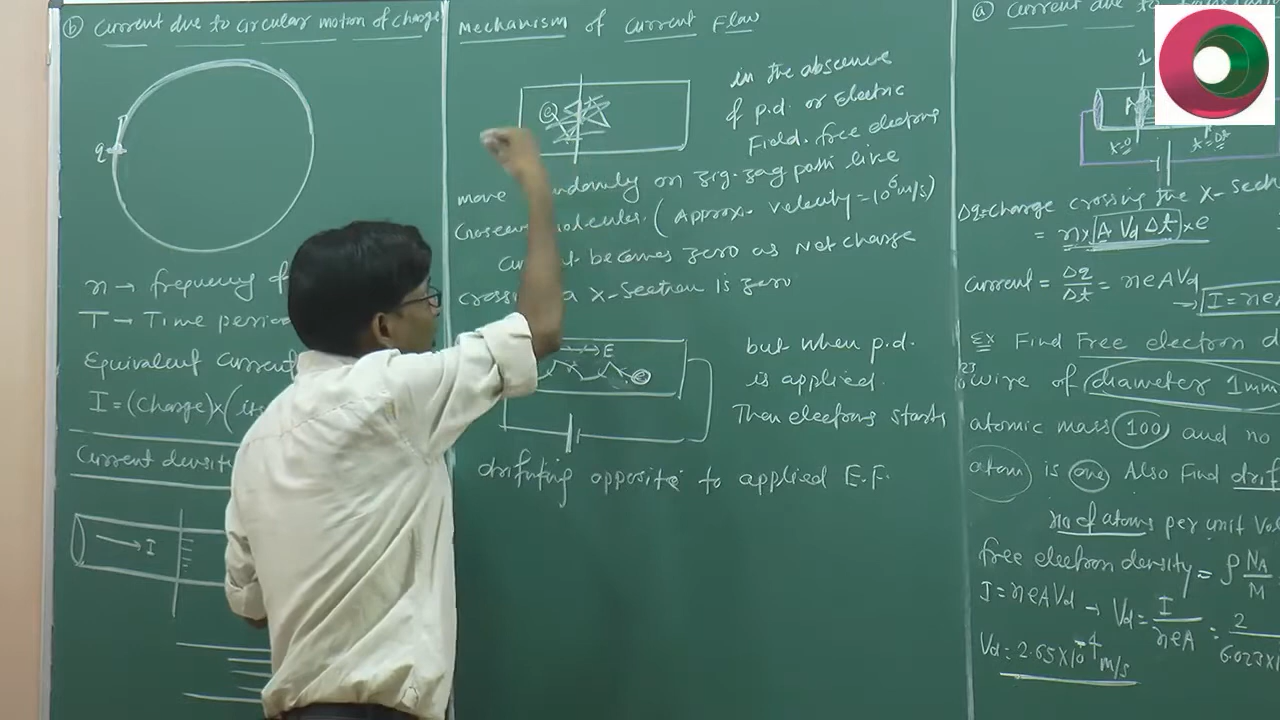 (b) Current due to circular motion of charge
q
n → frequency of
T → Time period
Equivalent Current
I = (Charge) × (its
Current density
→ I
Mechanism of Current Flow
e
in the absence
of p.d. or Electric
Field. free electrons
move randomly on zig-zag path like
molecules. (Approx. Velocity = 10⁶ m/s)
Current becomes zero as Net charge
crossing a X-Section is zero
→ E
e
but when p.d.
is applied.
Then electrons starts
drifting opposite to applied E.F.
(a) Current due to
1
A
x=0
Δq = charge crossing the X-Sec
= n × [A Vd Δt] × e
Current = Δq/Δt = neAVd
→ I = neA
Ex Find Free electron d
wire of diameter 1mm
atomic mass 100 and no
atom is one Also Find drif
no of atoms per unit Vol
free electron density = ρ NA/M
I = neAVd → Vd = I/neA = 2/6.023×1
Vd = 2.65×10⁻⁴ m/s